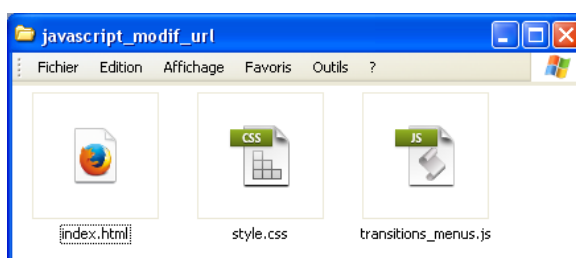 javascript_modif_url
Fichier Edition Affichage Favoris Outils ?
CSS JS
index.html style.css transitions_menus.js